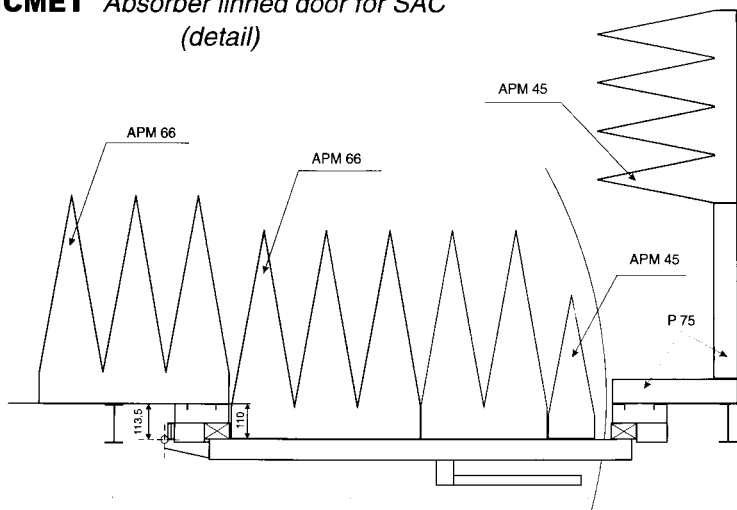 CMET Absorber linned door for SAC
(detail)
APM 45
APM 66
APM 66
APM 45
P 75
113.5
110